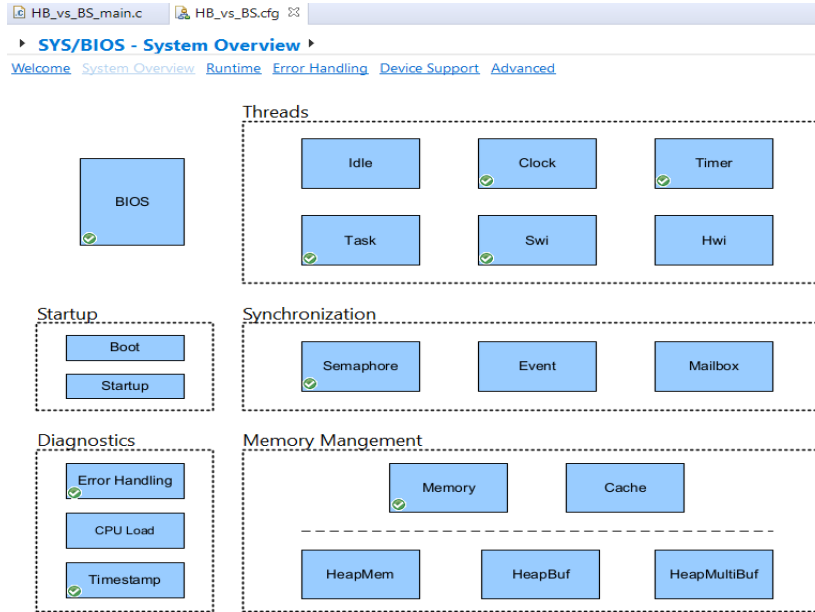 HB_vs_BS_main.c HB_vs_BS.cfg
SYS/BIOS - System Overview
Welcome System Overview Runtime Error Handling Device Support Advanced
Threads
Idle Clock Timer
BIOS
Task Swi Hwi
Startup Synchronization
Boot
Semaphore Event Mailbox
Startup
Diagnostics Memory Mangement
Error Handling
Memory Cache
CPU Load
HeapMem HeapBuf HeapMultiBuf
Timestamp